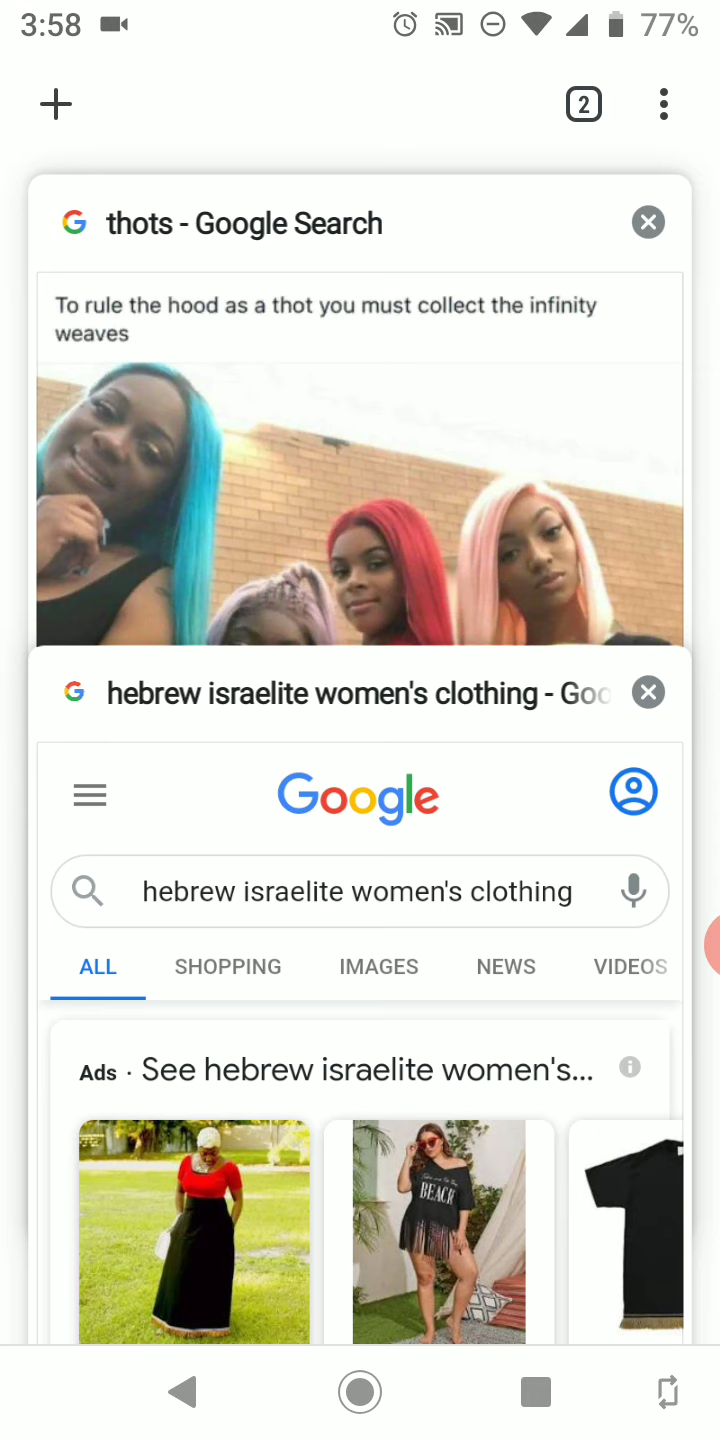 3:58
77%
2
thots - Google Search
To rule the hood as a thot you must collect the infinity
weaves
hebrew israelite women's clothing - Goo
Google
hebrew israelite women's clothing
ALL SHOPPING IMAGES NEWS VIDEOS
Ads · See hebrew israelite women's...
BEACH